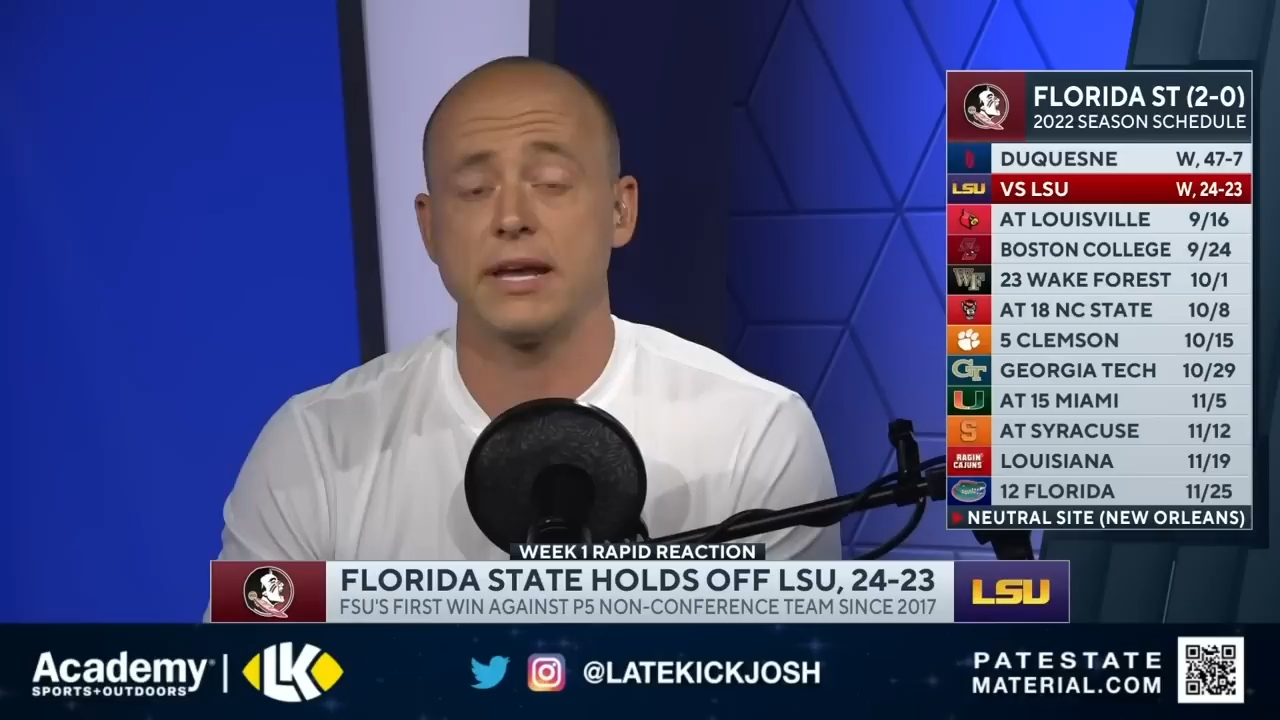 FLORIDA ST (2-0)
2022 SEASON SCHEDULE
DUQUESNE W, 47-7
LSU VS LSU W, 24-23
AT LOUISVILLE 9/16
BOSTON COLLEGE 9/24
WF 23 WAKE FOREST 10/1
AT 18 NC STATE 10/8
5 CLEMSON 10/15
GT GEORGIA TECH 10/29
U AT 15 MIAMI 11/5
S AT SYRACUSE 11/12
RAGIN' CAJUNS LOUISIANA 11/19
12 FLORIDA 11/25
NEUTRAL SITE (NEW ORLEANS)
WEEK 1 RAPID REACTION
FLORIDA STATE HOLDS OFF LSU, 24-23
FSU'S FIRST WIN AGAINST P5 NON-CONFERENCE TEAM SINCE 2017
LSU
Academy
SPORTS+OUTDOORS
LK
@LATEKICKJOSH
PATESTATE
MATERIAL.COM